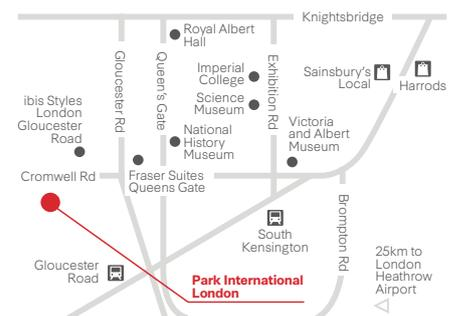 Knightsbridge
Royal Albert
Hall
Gloucester Rd
Queen's Gate
Exhibition Rd
Imperial
College
Science
Museum
Sainsbury's
Local
Harrods
ibis Styles
London
Gloucester
Road
National
History
Museum
Victoria
and Albert
Museum
Cromwell Rd
Fraser Suites
Queens Gate
Brompton Rd
South
Kensington
Gloucester
Road
Park International
London
25km to
London
Heathrow
Airport